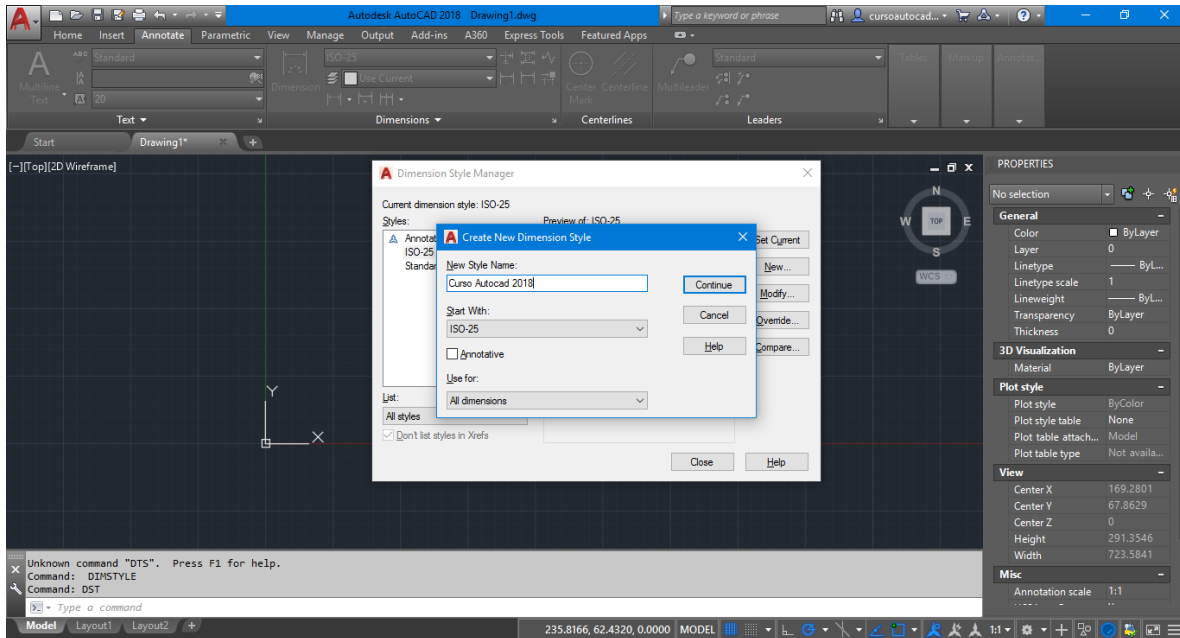 Autodesk AutoCAD 2018 Drawing1.dwg
Type a keyword or phrase
cursoautocad...
Home Insert Annotate Parametric View Manage Output Add-ins A360 Express Tools Featured Apps
Standard
20
Multiline
Text
Text
Dimension
ISO-25
Use Current
Dimensions
Center
Mark
Centerline
Centerlines
Multileader
Standard
Leaders
Tables
Markup
Annotat...
Start Drawing1*
[−][Top][2D Wireframe]
Dimension Style Manager
Current dimension style: ISO-25
Styles:
Preview of: ISO-25
Annotat
ISO-25
Standar
Set Current
New...
Modify...
Override...
Compare...
List:
All styles
Don't list styles in Xrefs
Close
Help
Create New Dimension Style
New Style Name:
Curso Autocad 2018
Continue
Start With:
Cancel
ISO-25
Help
Annotative
Use for:
All dimensions
N
W TOP E
S
WCS
Y
X
PROPERTIES
No selection
General
Color ByLayer
Layer 0
Linetype ByL...
Linetype scale 1
Lineweight ByL...
Transparency ByLayer
Thickness 0
3D Visualization
Material ByLayer
Plot style
Plot style ByColor
Plot style table None
Plot table attach... Model
Plot table type Not availa...
View
Center X 169.2801
Center Y 67.8629
Center Z 0
Height 291.3546
Width 723.5841
Misc
Annotation scale 1:1
Unknown command "DTS". Press F1 for help.
Command: DIMSTYLE
Command: DST
Type a command
Model Layout1 Layout2 +
235.8166, 62.4320, 0.0000 MODEL
1:1